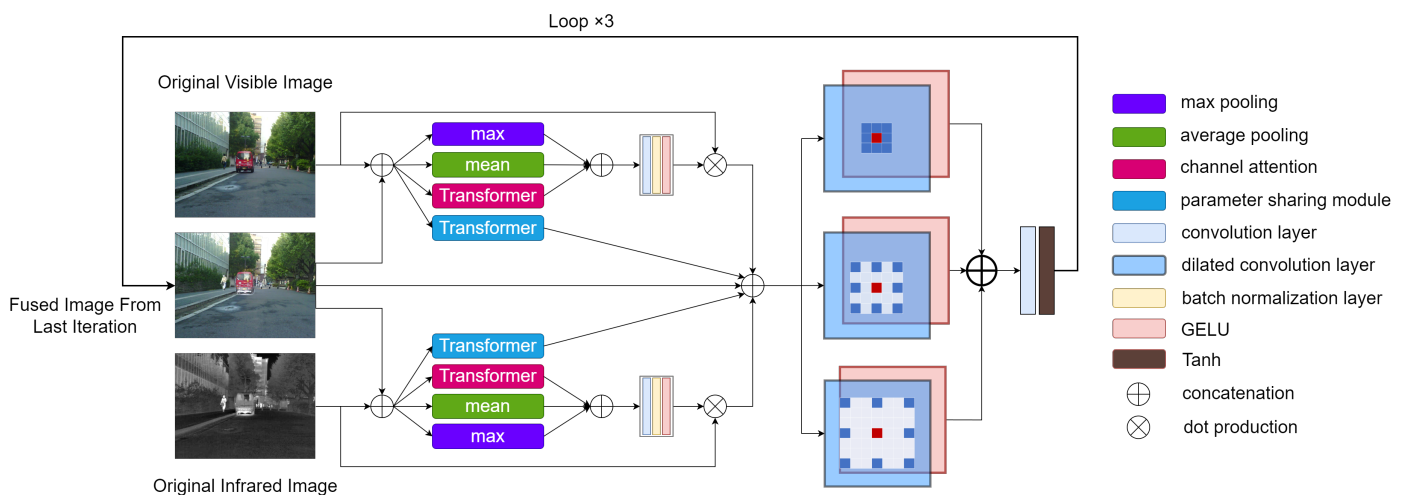 Loop ×3
Original Visible Image
max
mean
Transformer
Transformer
Fused Image From
Last Iteration
Transformer
Transformer
mean
max
Original Infrared Image
max pooling
average pooling
channel attention
parameter sharing module
convolution layer
dilated convolution layer
batch normalization layer
GELU
Tanh
concatenation
dot production